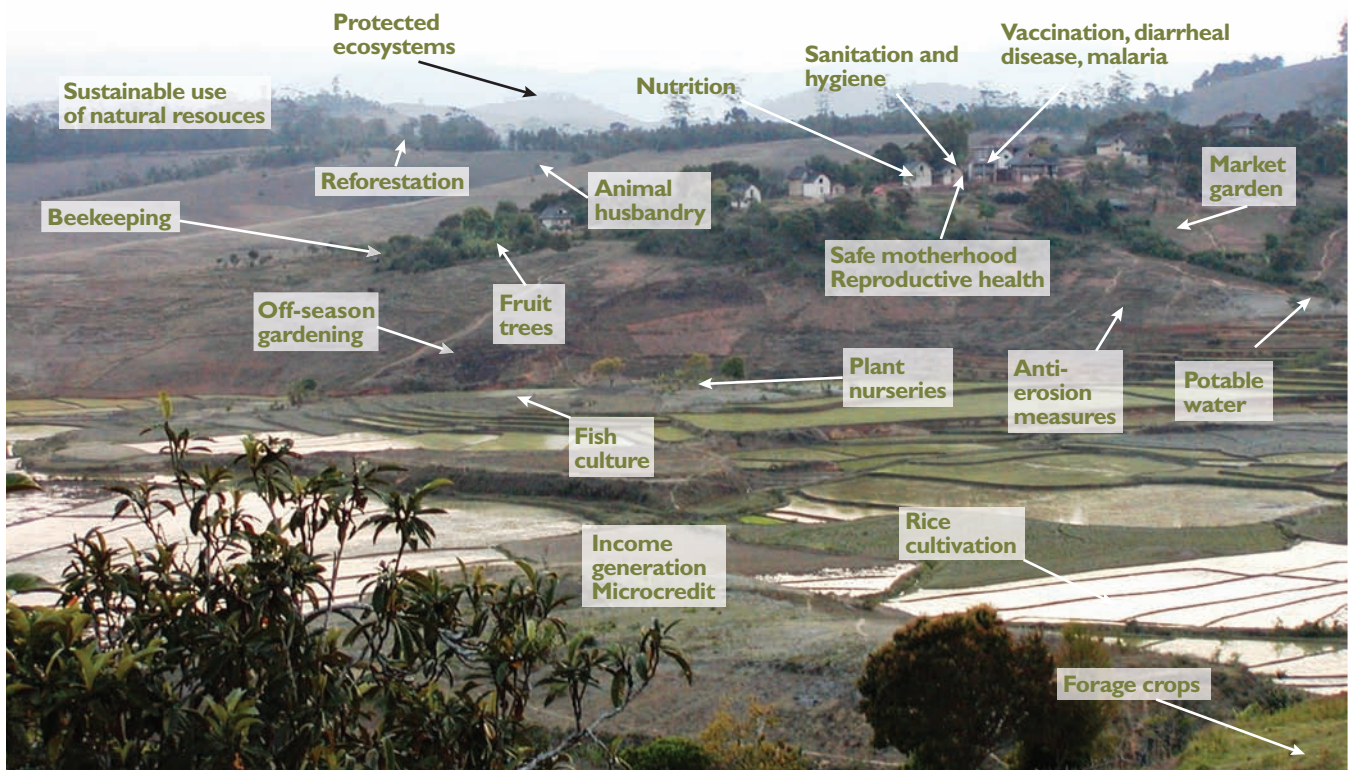 Protected
ecosystems
Vaccination, diarrheal
disease, malaria
Sanitation and
hygiene
Nutrition
Sustainable use
of natural resouces
Reforestation
Animal
husbandry
Market
garden
Beekeeping
Safe motherhood
Reproductive health
Fruit
trees
Off-season
gardening
Plant
nurseries
Anti-
erosion
measures
Potable
water
Fish
culture
Rice
cultivation
Income
generation
Microcredit
Forage crops